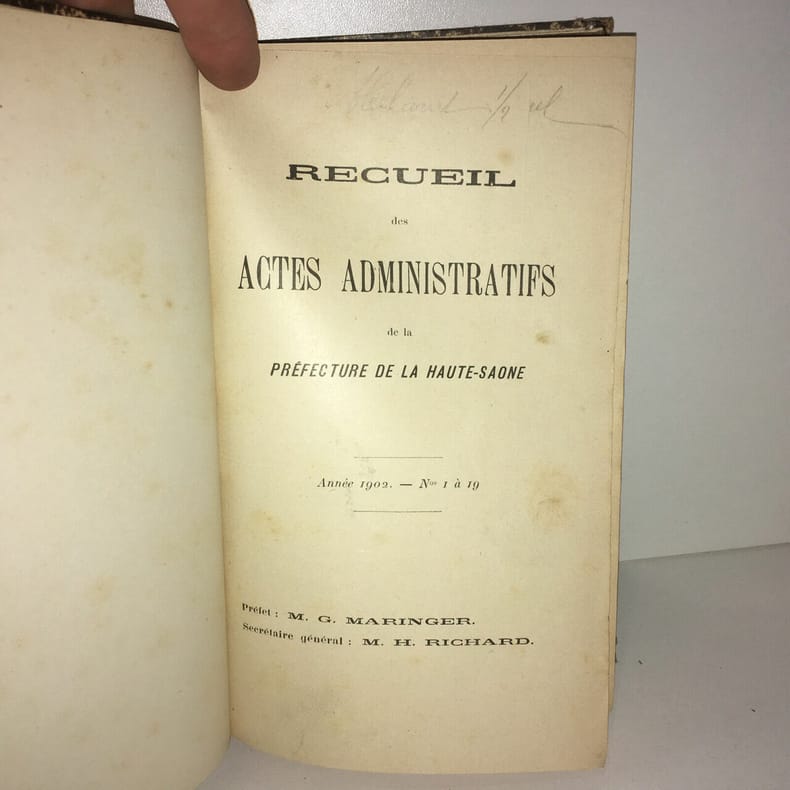 RECUEIL
des
ACTES ADMINISTRATIFS
de la
PRÉFECTURE DE LA HAUTE-SAONE
Année 1902. — Nos 1 à 19
Préfet : M. G. MARINGER.
Secrétaire général : M. H. RICHARD.